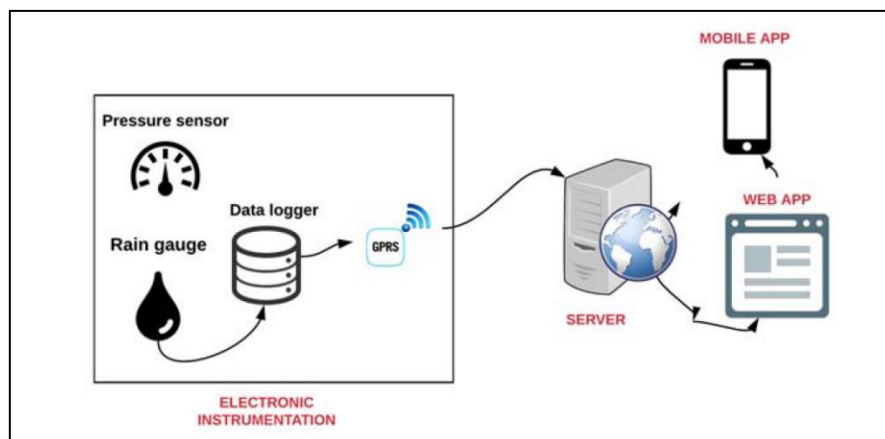 MOBILE APP
Pressure sensor
Data logger
Rain gauge
GPRS
WEB APP
SERVER
ELECTRONIC
INSTRUMENTATION